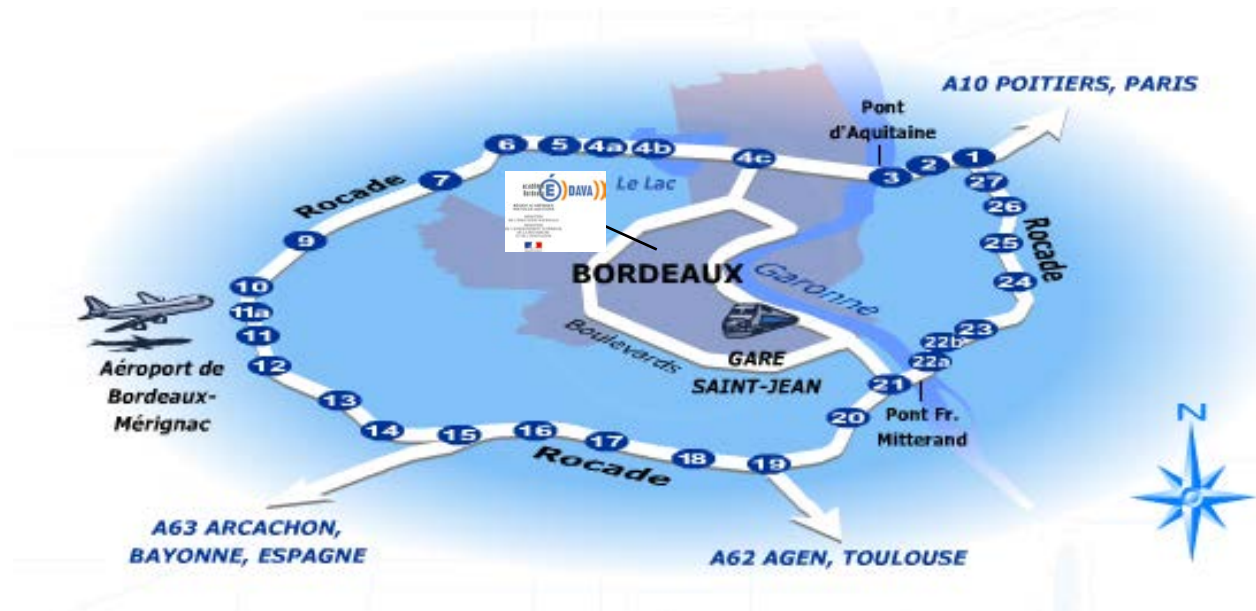 A10 POITIERS, PARIS
Pont
d'Aquitaine
6
5
4a
4b
4c
3
2
1
27
26
25
24
23
22b
22a
21
20
19
18
17
16
15
14
13
12
11
11a
10
9
7
Rocade
Rocade
Rocade
Le Lac
É
DAVA
BORDEAUX
Garonne
Boulevards
GARE
SAINT-JEAN
Aéroport de
Bordeaux-
Mérignac
Pont Fr.
Mitterand
N
A63 ARCACHON,
BAYONNE, ESPAGNE
A62 AGEN, TOULOUSE